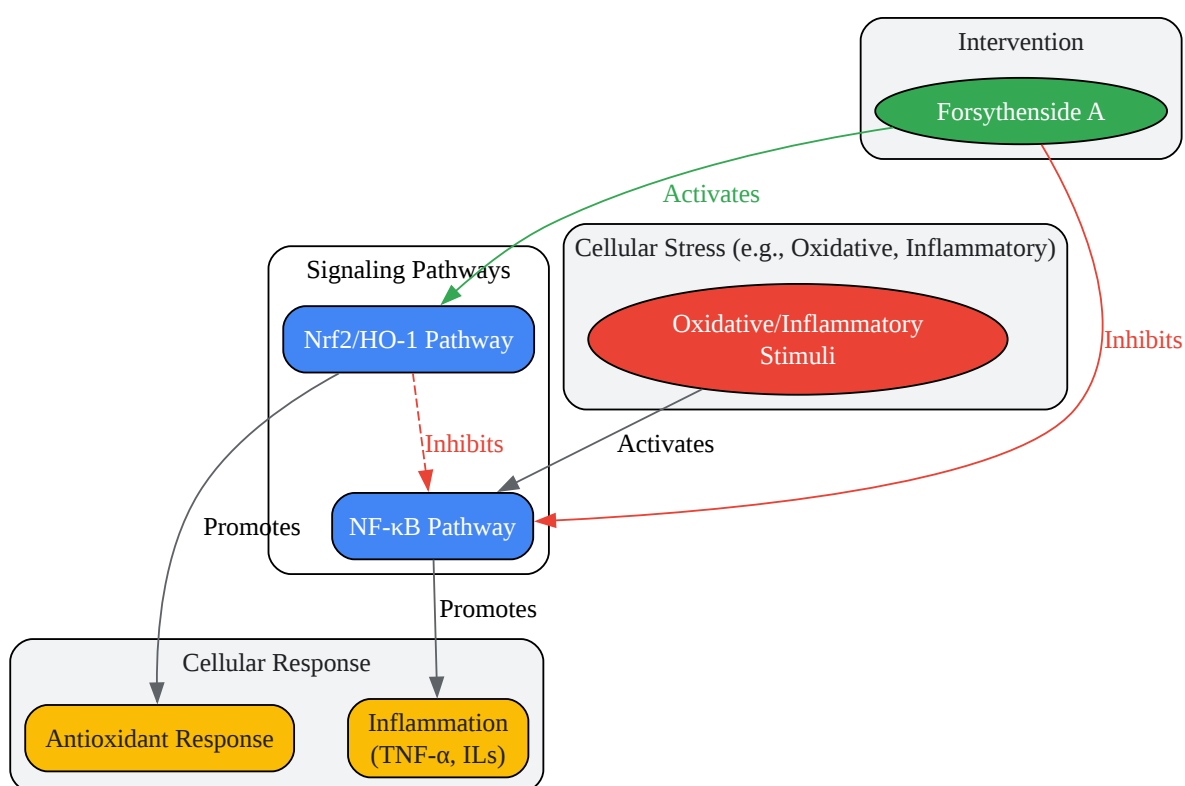 Intervention
Forsythenside A
Activates
Cellular Stress (e.g., Oxidative, Inflammatory)
Signaling Pathways
Oxidative/Inflammatory
Stimuli
Nrf2/HO-1 Pathway
Inhibits
Inhibits
Activates
Promotes
NF-κB Pathway
Promotes
Cellular Response
Antioxidant Response
Inflammation
(TNF-α, ILs)